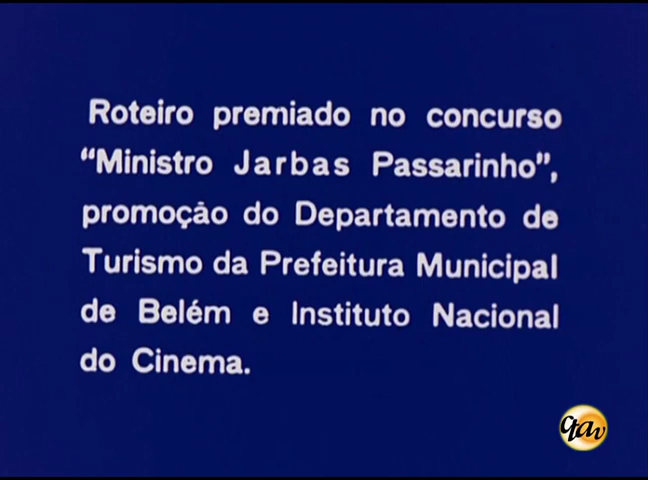 Roteiro premiado no concurso
“Ministro Jarbas Passarinho”,
promoção do Departamento de
Turismo da Prefeitura Municipal
de Belém e Instituto Nacional
do Cinema.
ctav